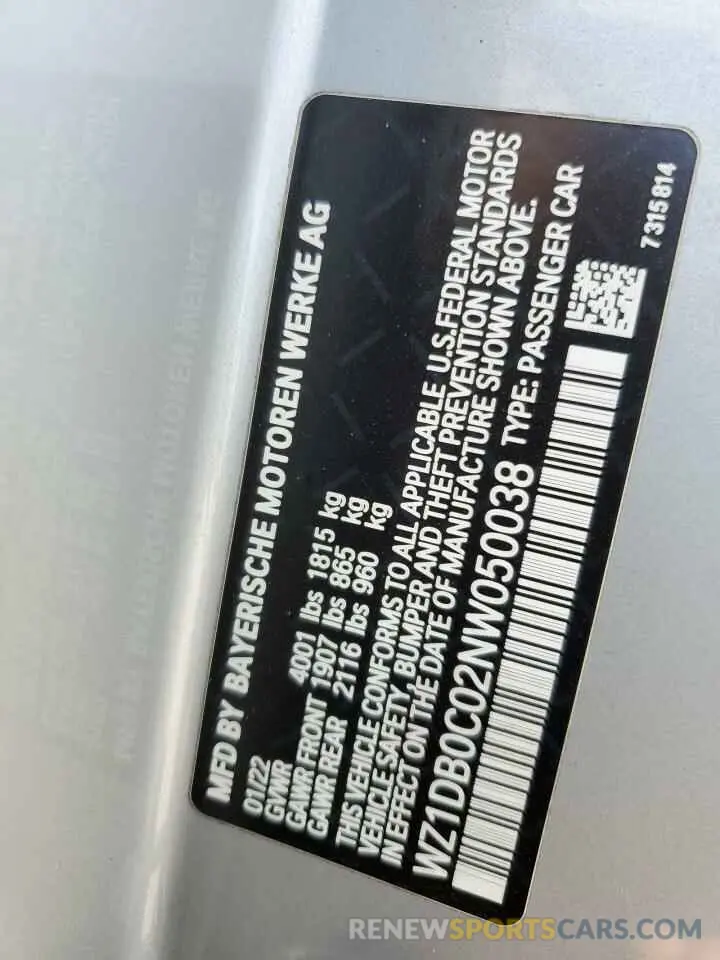 MFD BY BAYERISCHE MOTOREN WERKE AG
01/22
GVWR 4001 lbs 1815 kg
GAWR FRONT 1907 lbs 865 kg
GAWR REAR 2116 lbs 960 kg
THIS VEHICLE CONFORMS TO ALL APPLICABLE U.S.FEDERAL MOTOR
VEHICLE SAFETY, BUMPER AND THEFT PREVENTION STANDARDS
IN EFFECT ON THE DATE OF MANUFACTURE SHOWN ABOVE.
WZ1DB0C02NW050038 TYPE: PASSENGER CAR
7 315 814
RENEWSPORTSCARS.COM